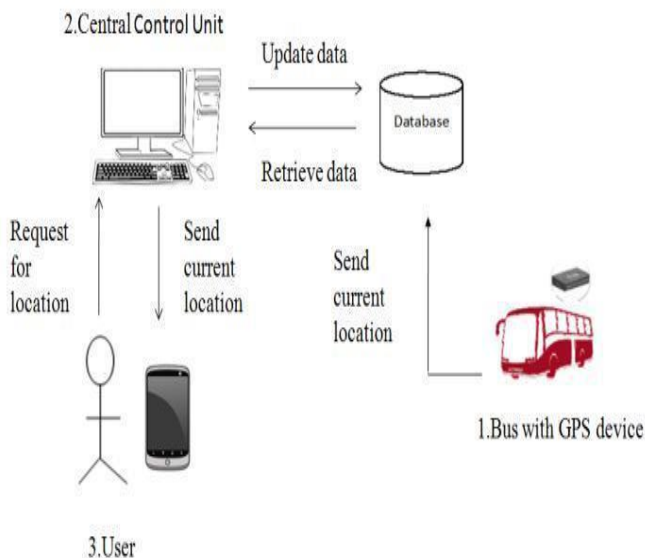 2.Central Control Unit
Update data
Database
Retrieve data
Request
for
location
Send
current
location
Send
current
location
1.Bus with GPS device
3.User